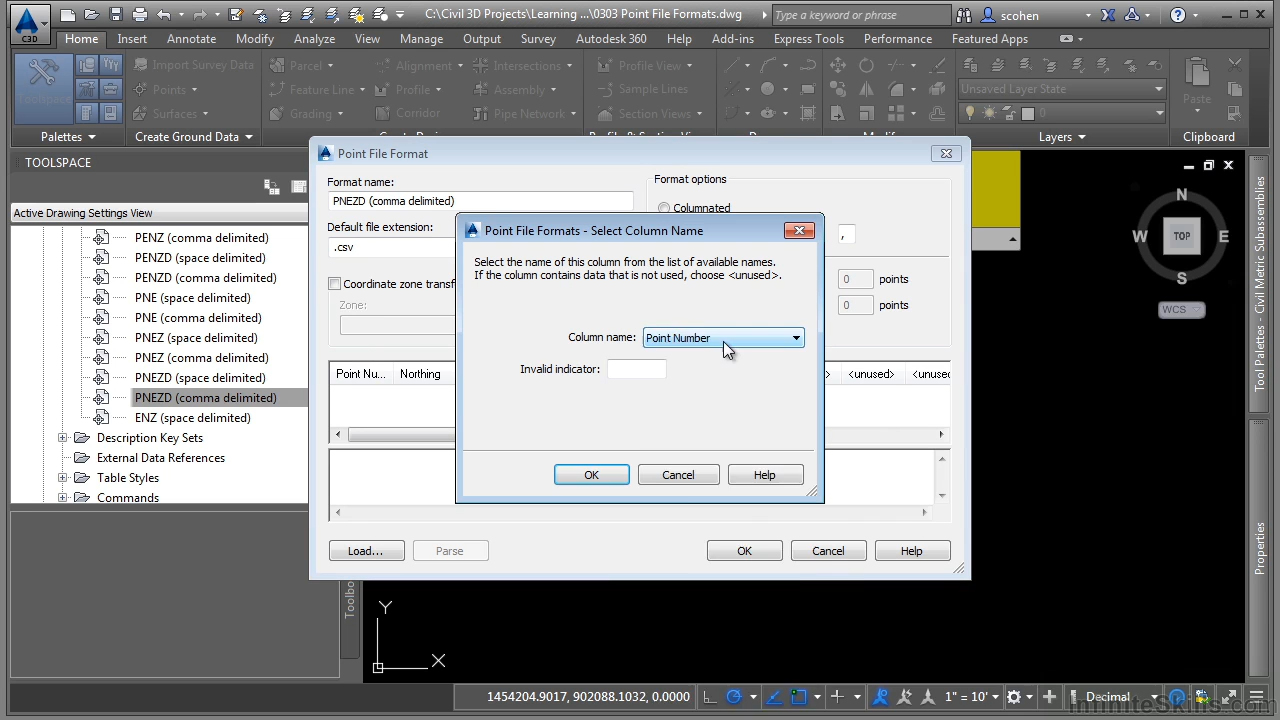 C:\Civil 3D Projects\Learning ...\0303 Point File Formats.dwg
Type a keyword or phrase
scohen
C3D
Home
Insert
Annotate
Modify
Analyze
View
Manage
Output
Survey
Autodesk 360
Help
Add-ins
Express Tools
Performance
Featured Apps
Toolspace
Import Survey Data
Points
Surfaces
Parcel
Feature Line
Grading
Alignment
Profile
Corridor
Intersections
Assembly
Pipe Network
Profile View
Sample Lines
Section Views
Unsaved Layer State
0
Paste
Palettes
Create Ground Data
Layers
Clipboard
TOOLSPACE
Active Drawing Settings View
PENZ (comma delimited)
PENZD (space delimited)
PENZD (comma delimited)
PNE (space delimited)
PNE (comma delimited)
PNEZ (space delimited)
PNEZ (comma delimited)
PNEZD (space delimited)
PNEZD (comma delimited)
ENZ (space delimited)
Description Key Sets
External Data References
Table Styles
Commands
Point File Format
Format name:
PNEZD (comma delimited)
Default file extension:
.csv
Coordinate zone transf
Zone:
Format options
Columnated
,
0 points
0 points
Point Nu...
Northing
<unused>
<unused
Load...
Parse
OK
Cancel
Help
Point File Formats - Select Column Name
Select the name of this column from the list of available names.
If the column contains data that is not used, choose <unused>.
Column name:
Point Number
Invalid indicator:
OK
Cancel
Help
N
W
TOP
E
S
WCS
Tool Palettes - Civil Metric Subassemblies
Properties
Toolbox
Y
X
1454204.9017, 902088.1032, 0.0000
1" = 10'
Decimal
InfiniteSkills.com